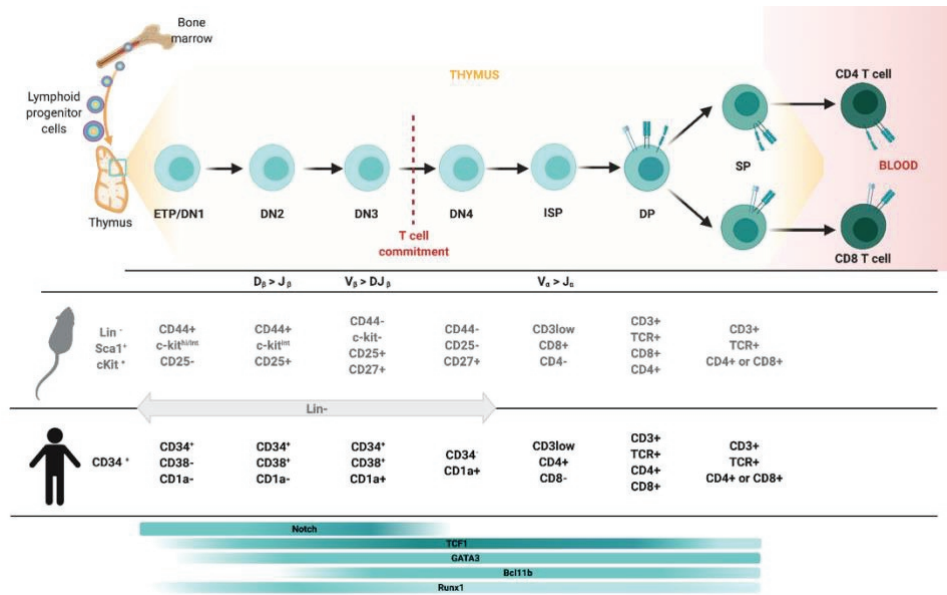 Bone
marrow
THYMUS
CD4 T cell
Lymphoid
progenitor
cells
SP
BLOOD
Thymus
ETP/DN1 DN2 DN3 DN4 ISP DP
T cell
commitment
CD8 T cell
Dβ > Jβ Vβ > DJβ Vα > Jα
Lin -
Sca1+
cKit +
CD44+
c-kithi/int
CD25-
CD44+
c-kitint
CD25+
CD44-
c-kit-
CD25+
CD27+
CD44-
CD25-
CD27+
CD3low
CD8+
CD4-
CD3+
TCR+
CD8+
CD4+
CD3+
TCR+
CD4+ or CD8+
Lin-
CD34 +
CD34+
CD38-
CD1a-
CD34+
CD38+
CD1a-
CD34+
CD38+
CD1a+
CD34-
CD1a+
CD3low
CD4+
CD8-
CD3+
TCR+
CD4+
CD8+
CD3+
TCR+
CD4+ or CD8+
Notch
TCF1
GATA3
Bcl11b
Runx1